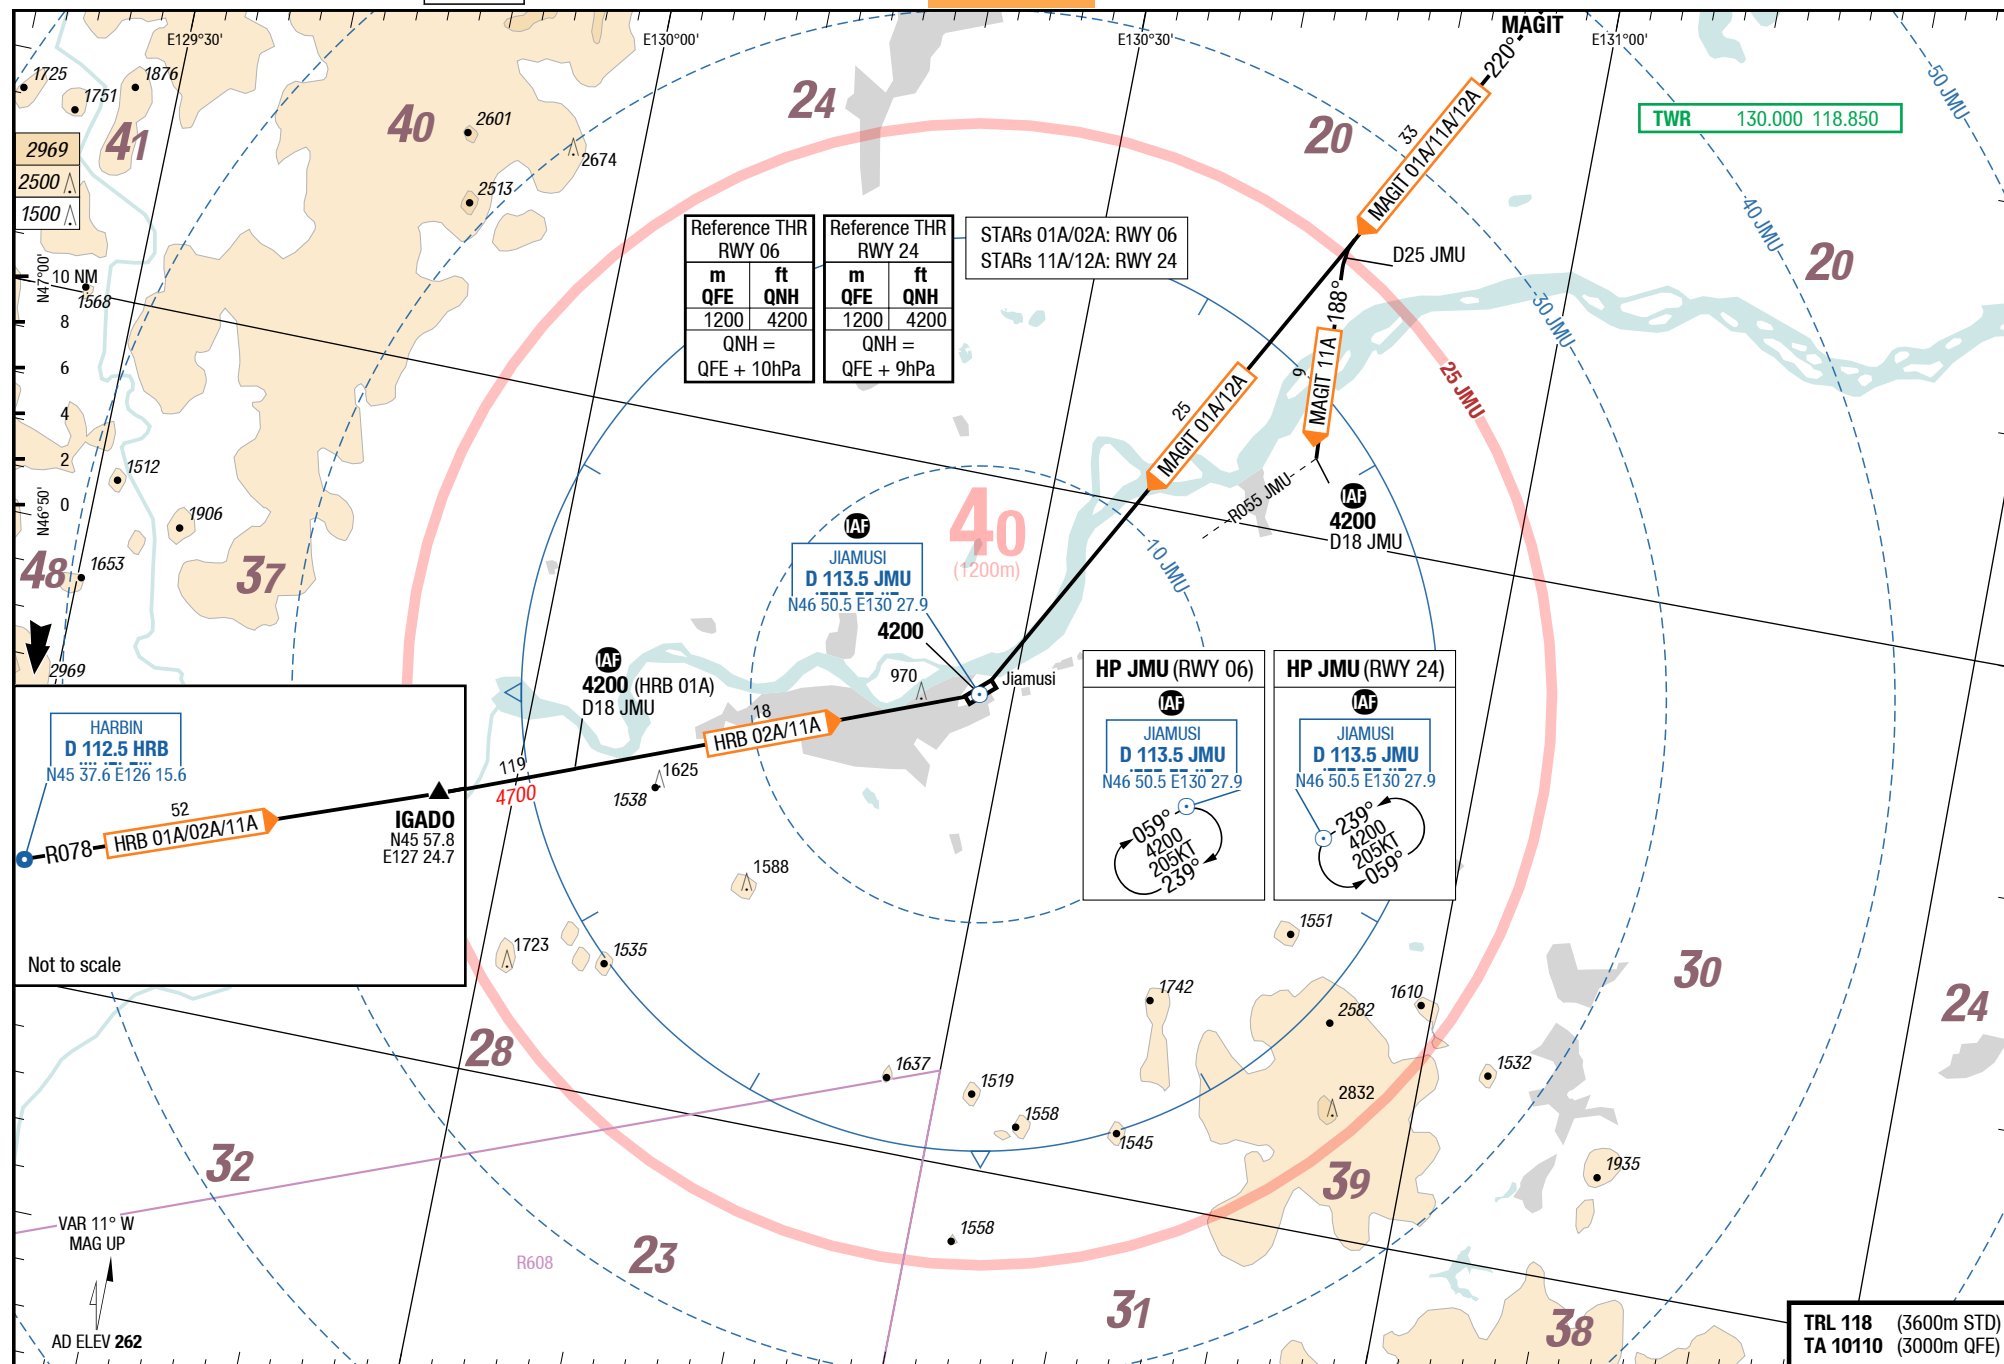 MAGIT
E129°30'
E130°00'
E130°30'
E131°00'
220°
50 JMU
1725
1876
1751
41
40
24
20
2601
2674
2513
33
MAGIT 01A/11A/12A
TWR 130.000 118.850
2969
2500
1500
40 JMU
20
Reference THR
RWY 06
m ft
QFE QNH
1200 4200
QNH =
QFE + 10hPa
Reference THR
RWY 24
m ft
QFE QNH
1200 4200
QNH =
QFE + 9hPa
STARs 01A/02A: RWY 06
STARs 11A/12A: RWY 24
D25 JMU
N47°00'
10 NM
1568
8
6
4
2
0
N46°50'
188°
30 JMU
25 JMU
9
MAGIT 11A
25
MAGIT 01A/12A
1512
1906
1653
48
37
R055 JMU
IAF
4200
D18 JMU
40
(1200m)
10 JMU
IAF
JIAMUSI
D 113.5 JMU
N46 50.5 E130 27.9
4200
2969
IAF
4200 (HRB 01A)
D18 JMU
970
Jiamusi
18
HRB 02A/11A
HP JMU (RWY 06)
IAF
JIAMUSI
D 113.5 JMU
N46 50.5 E130 27.9
059°
4200
205KT
239°
HP JMU (RWY 24)
IAF
JIAMUSI
D 113.5 JMU
N46 50.5 E130 27.9
239°
4200
205KT
059°
HARBIN
D 112.5 HRB
N45 37.6 E126 15.6
52
R078
HRB 01A/02A/11A
IGADO
N45 57.8
E127 24.7
Not to scale
119
4700
1625
1538
1588
1723
1535
1551
1742
2582
1610
30
24
28
1637
1519
1558
1545
2832
1532
1935
39
32
VAR 11° W
MAG UP
AD ELEV 262
R608
23
1558
31
38
TRL 118 (3600m STD)
TA 10110 (3000m QFE)